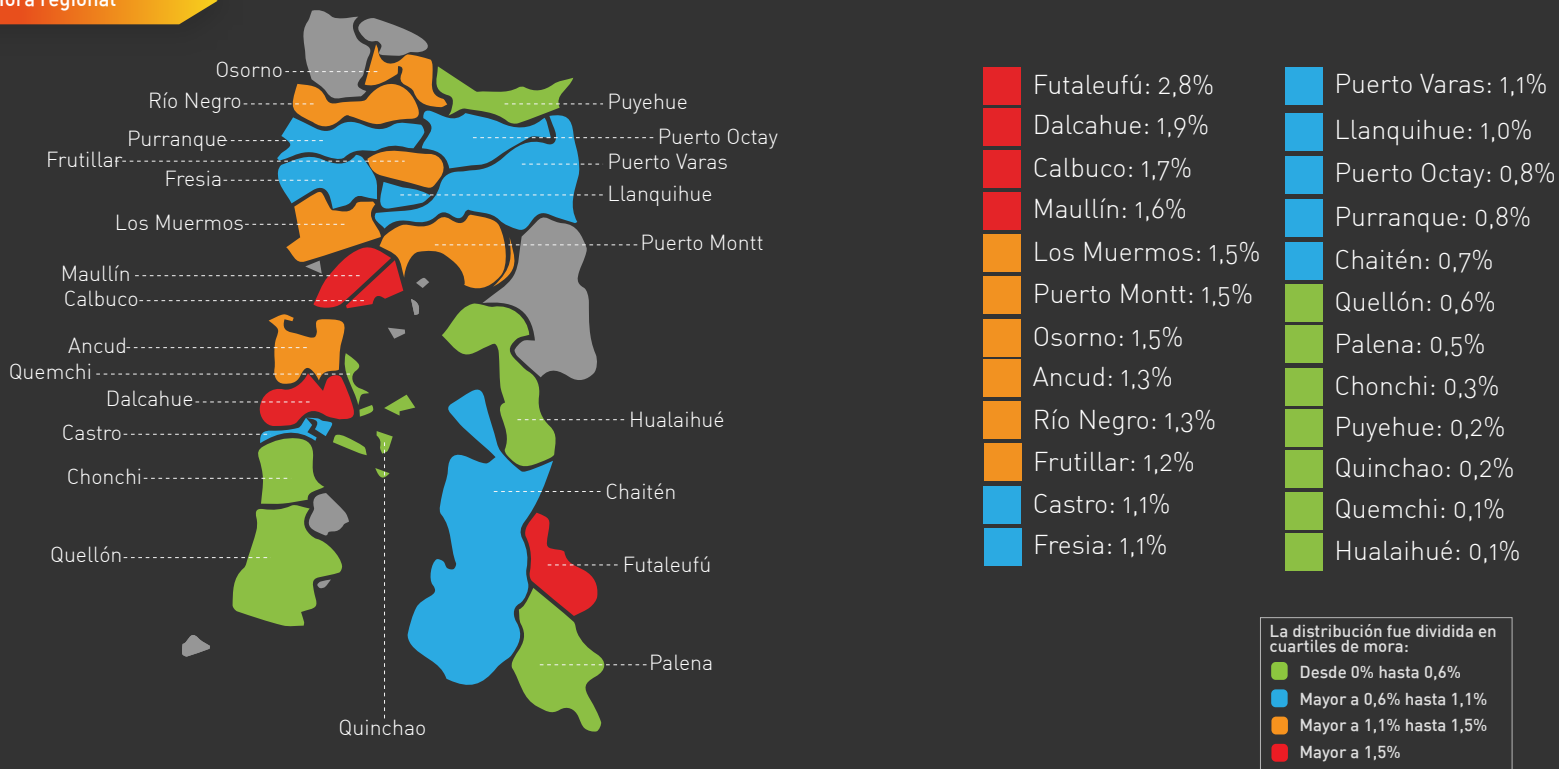 mora regional
Osorno
Río Negro
Purranque
Frutillar
Fresia
Los Muermos
Maullín
Calbuco
Ancud
Quemchi
Dalcahue
Castro
Chonchi
Quellón
Quinchao
Puyehue
Puerto Octay
Puerto Varas
Llanquihue
Puerto Montt
Hualaihué
Chaitén
Futaleufú
Palena
Futaleufú: 2,8%
Dalcahue: 1,9%
Calbuco: 1,7%
Maullín: 1,6%
Los Muermos: 1,5%
Puerto Montt: 1,5%
Osorno: 1,5%
Ancud: 1,3%
Río Negro: 1,3%
Frutillar: 1,2%
Castro: 1,1%
Fresia: 1,1%
Puerto Varas: 1,1%
Llanquihue: 1,0%
Puerto Octay: 0,8%
Purranque: 0,8%
Chaitén: 0,7%
Quellón: 0,6%
Palena: 0,5%
Chonchi: 0,3%
Puyehue: 0,2%
Quinchao: 0,2%
Quemchi: 0,1%
Hualaihué: 0,1%
La distribución fue dividida en
cuartiles de mora:
Desde 0% hasta 0,6%
Mayor a 0,6% hasta 1,1%
Mayor a 1,1% hasta 1,5%
Mayor a 1,5%